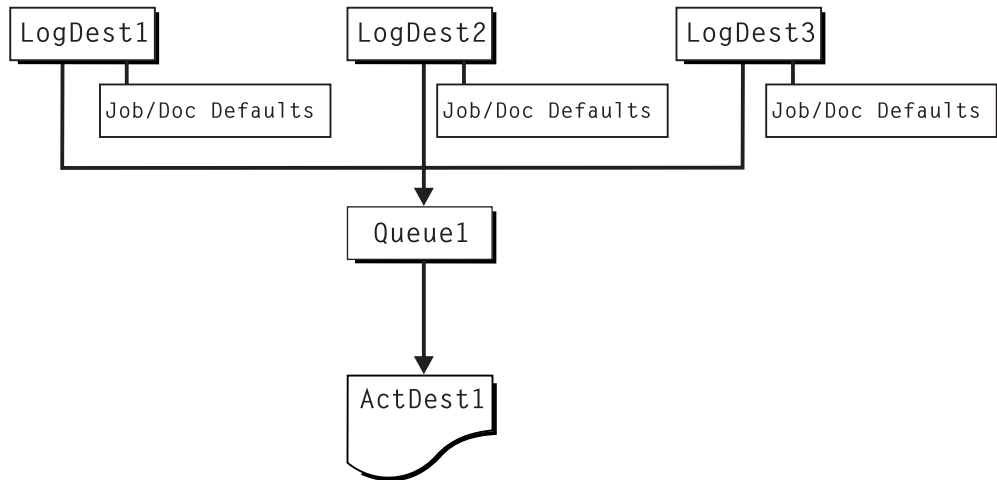 LogDest1
LogDest2
LogDest3
Job/Doc Defaults
Job/Doc Defaults
Job/Doc Defaults
Queue1
ActDest1